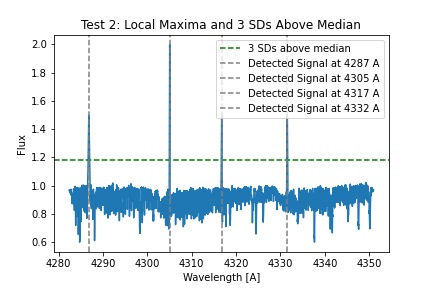 Test 2: Local Maxima and 3 SDs Above Median
3 SDs above median
Detected Signal at 4287 A
Detected Signal at 4305 A
Detected Signal at 4317 A
Detected Signal at 4332 A
Flux
2.0
1.8
1.6
1.4
1.2
1.0
0.8
0.6
4280 4290 4300 4310 4320 4330 4340 4350
Wavelength [A]